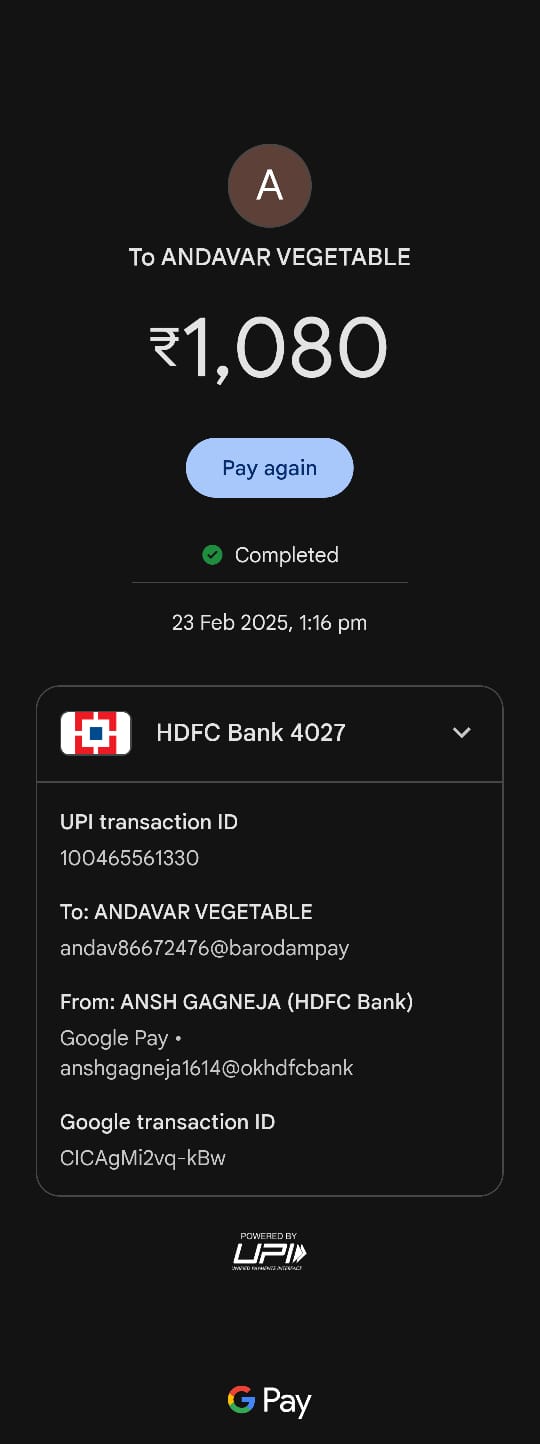 A
To ANDAVAR VEGETABLE
₹1,080
Pay again
Completed
23 Feb 2025, 1:16 pm
HDFC Bank 4027
UPI transaction ID
100465561330
To: ANDAVAR VEGETABLE
andav86672476@barodampay
From: ANSH GAGNEJA (HDFC Bank)
Google Pay •
anshgagneja1614@okhdfcbank
Google transaction ID
CICAgMi2vq-kBw
POWERED BY
UPI
UNIFIED PAYMENTS INTERFACE
G Pay